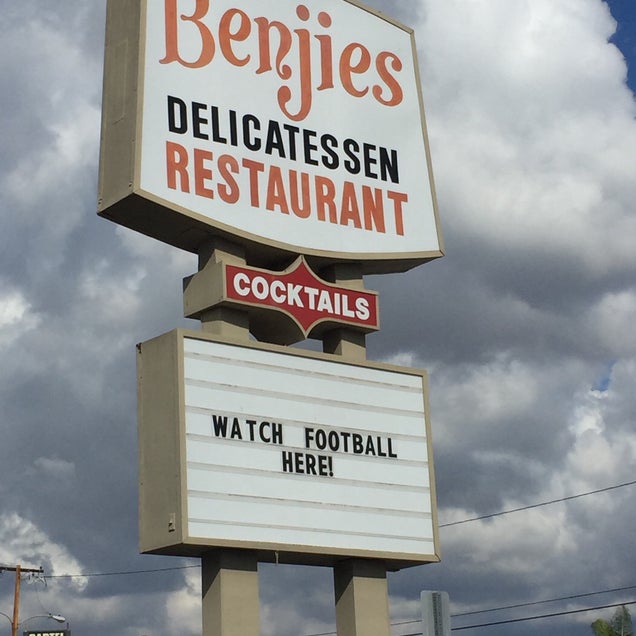 Benjies
DELICATESSEN
RESTAURANT
COCKTAILS
WATCH FOOTBALL
HERE!